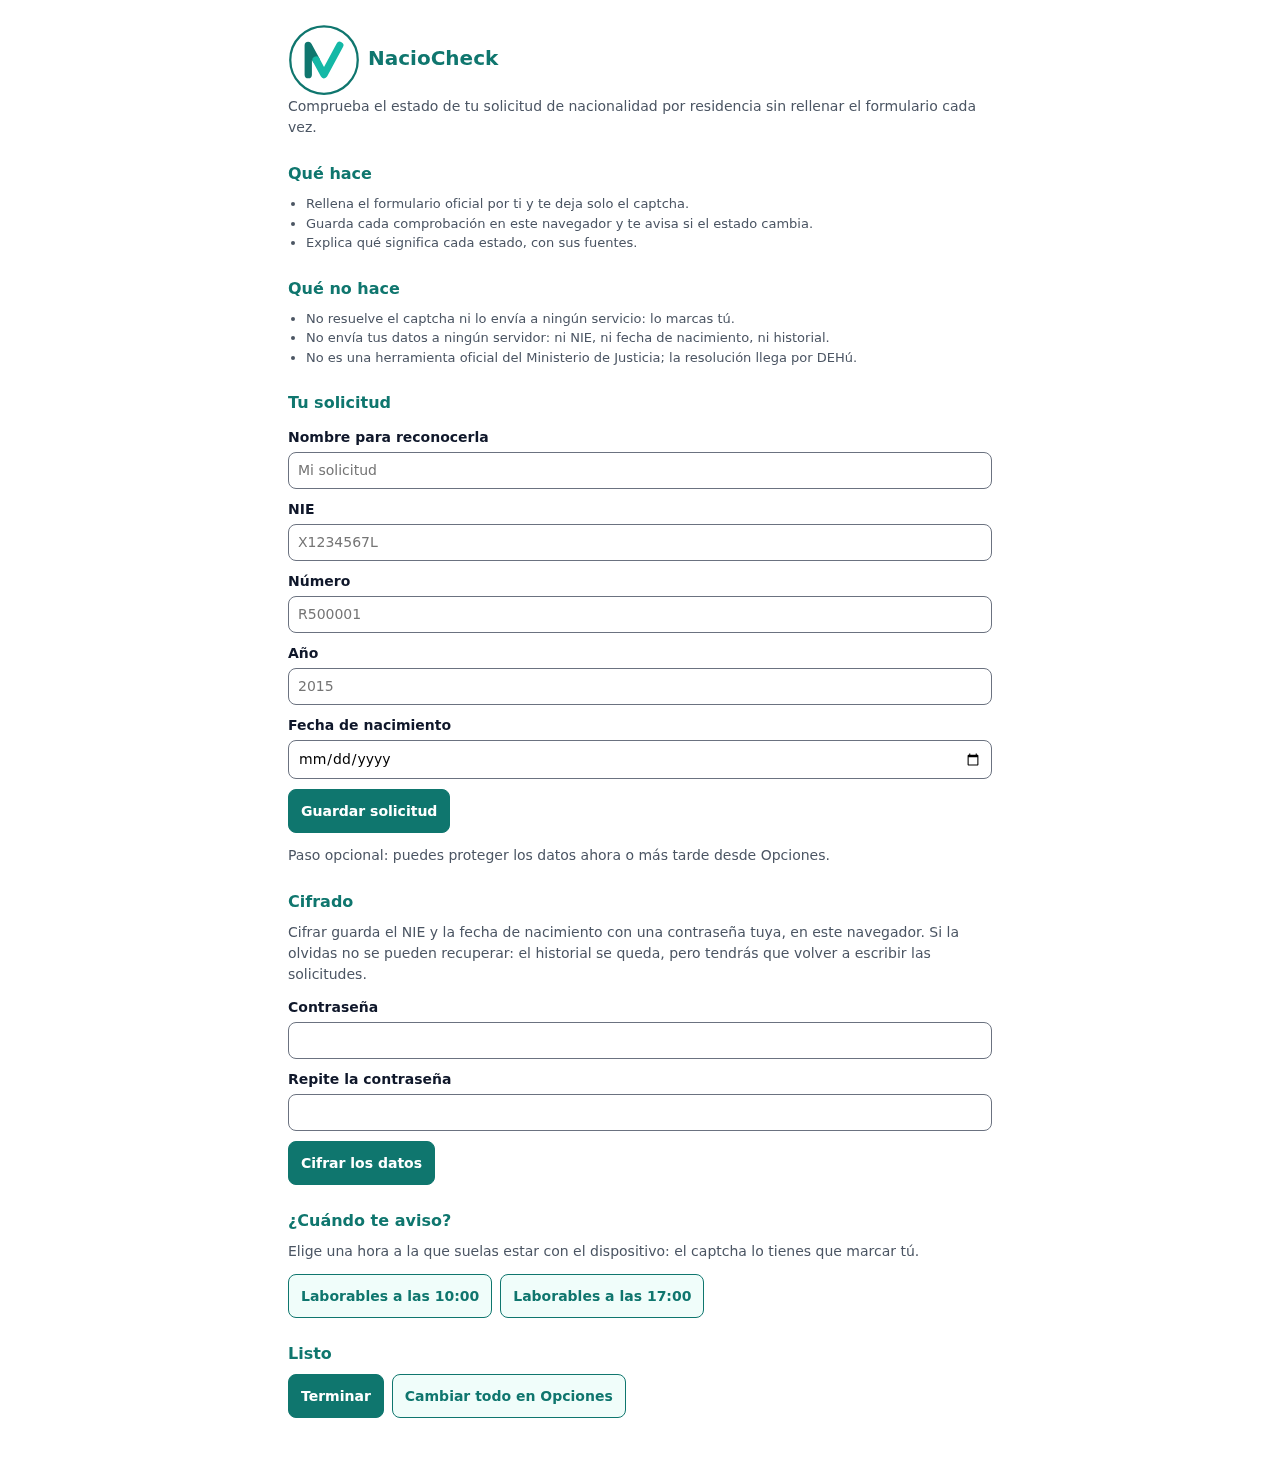 NacioCheck
Comprueba el estado de tu solicitud de nacionalidad por residencia sin rellenar el formulario cada
vez.
Qué hace
• Rellena el formulario oficial por ti y te deja solo el captcha.
• Guarda cada comprobación en este navegador y te avisa si el estado cambia.
• Explica qué significa cada estado, con sus fuentes.
Qué no hace
• No resuelve el captcha ni lo envía a ningún servicio: lo marcas tú.
• No envía tus datos a ningún servidor: ni NIE, ni fecha de nacimiento, ni historial.
• No es una herramienta oficial del Ministerio de Justicia; la resolución llega por DEHú.
Tu solicitud
Nombre para reconocerla
Mi solicitud
NIE
X1234567L
Número
R500001
Año
2015
Fecha de nacimiento
mm/dd/yyyy
Guardar solicitud
Paso opcional: puedes proteger los datos ahora o más tarde desde Opciones.
Cifrado
Cifrar guarda el NIE y la fecha de nacimiento con una contraseña tuya, en este navegador. Si la
olvidas no se pueden recuperar: el historial se queda, pero tendrás que volver a escribir las
solicitudes.
Contraseña
Repite la contraseña
Cifrar los datos
¿Cuándo te aviso?
Elige una hora a la que suelas estar con el dispositivo: el captcha lo tienes que marcar tú.
Laborables a las 10:00 Laborables a las 17:00
Listo
Terminar Cambiar todo en Opciones